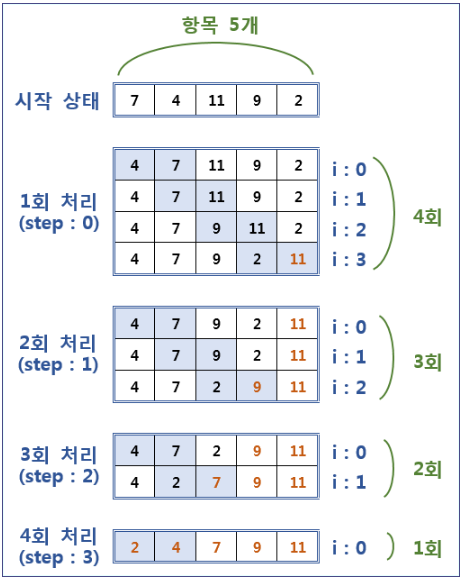 항목 5개
시작 상태 7 4 11 9 2
4 7 11 9 2 i : 0
1회 처리 4 7 11 9 2 i : 1
(step : 0) 4 7 9 11 2 i : 2 4회
4 7 9 2 11 i : 3
4 7 9 2 11 i : 0
2회 처리 4 7 9 2 11 i : 1 3회
(step : 1) 4 7 2 9 11 i : 2
3회 처리 4 7 2 9 11 i : 0
(step : 2) 4 2 7 9 11 i : 1 2회
4회 처리 2 4 7 9 11 i : 0 1회
(step : 3)